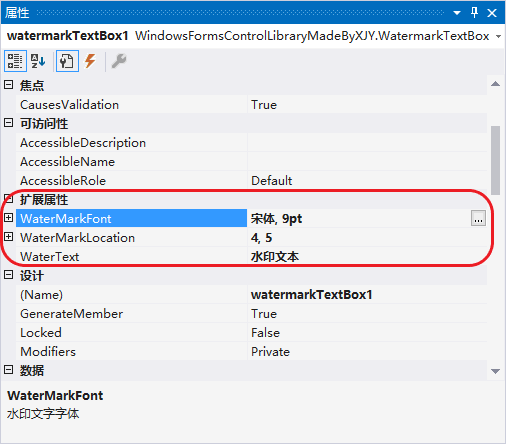 属性
watermarkTextBox1 WindowsFormsControlLibraryMadeByXJY.WatermarkTextBox
焦点
CausesValidation True
可访问性
AccessibleDescription
AccessibleName
AccessibleRole Default
扩展属性
WaterMarkFont 宋体, 9pt ...
WaterMarkLocation 4, 5
WaterText 水印文本
设计
(Name) watermarkTextBox1
GenerateMember True
Locked False
Modifiers Private
数据
WaterMarkFont
水印文字字体